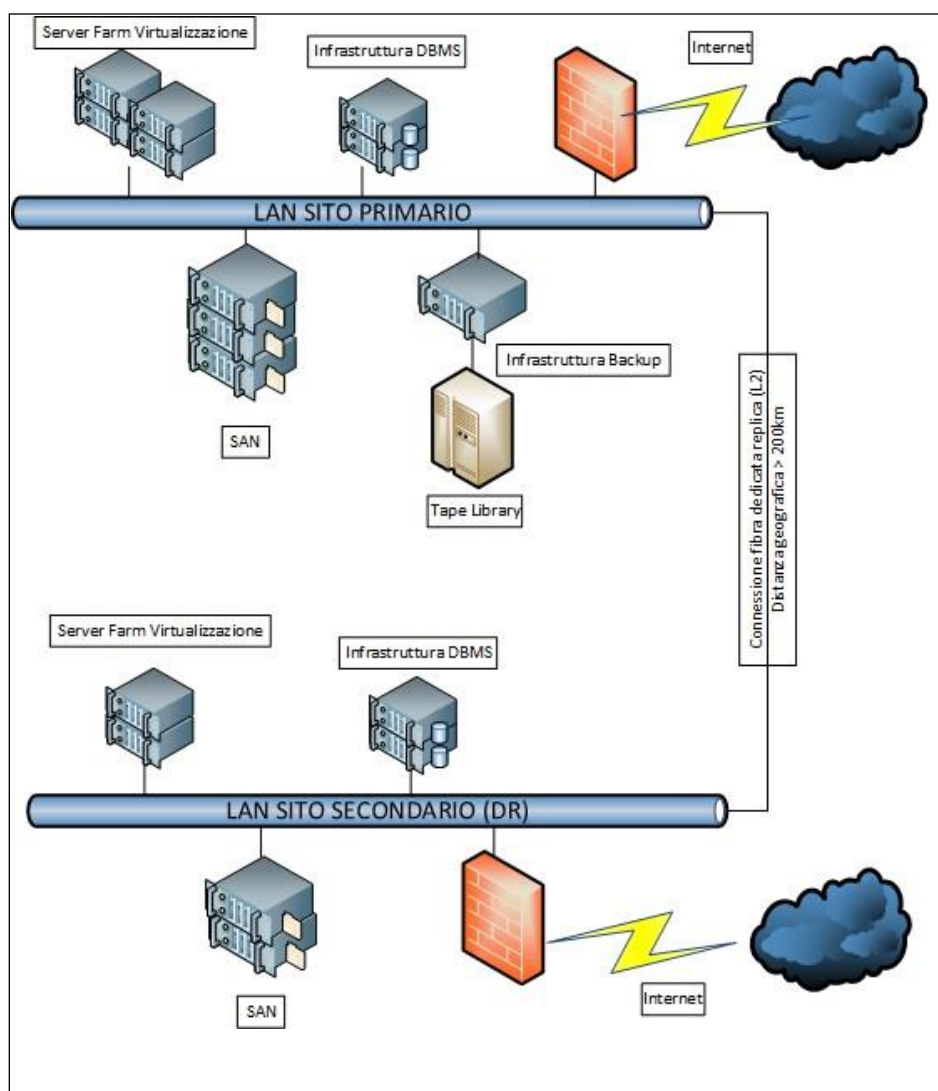 Server Farm Virtualizzazione
Infrastruttura DBMS
Internet
LAN SITO PRIMARIO
Infrastruttura Backup
SAN
Tape Library
Connessione fibra dedicata replica (L2)
Distanza geografica > 200km
Server Farm Virtualizzazione
Infrastruttura DBMS
LAN SITO SECONDARIO (DR)
SAN
Internet